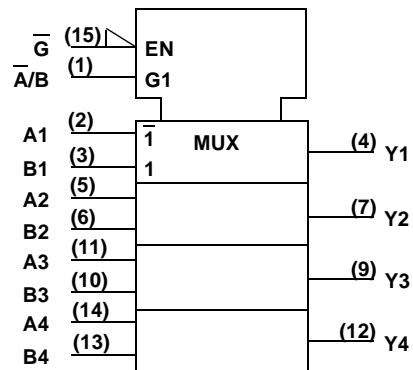 G̅ (15) EN
A̅/B (1) G1
A1 (2) 1̅ MUX
(4) Y1
B1 (3) 1
A2 (5)
(7) Y2
B2 (6)
A3 (11)
(9) Y3
B3 (10)
A4 (14)
(12) Y4
B4 (13)